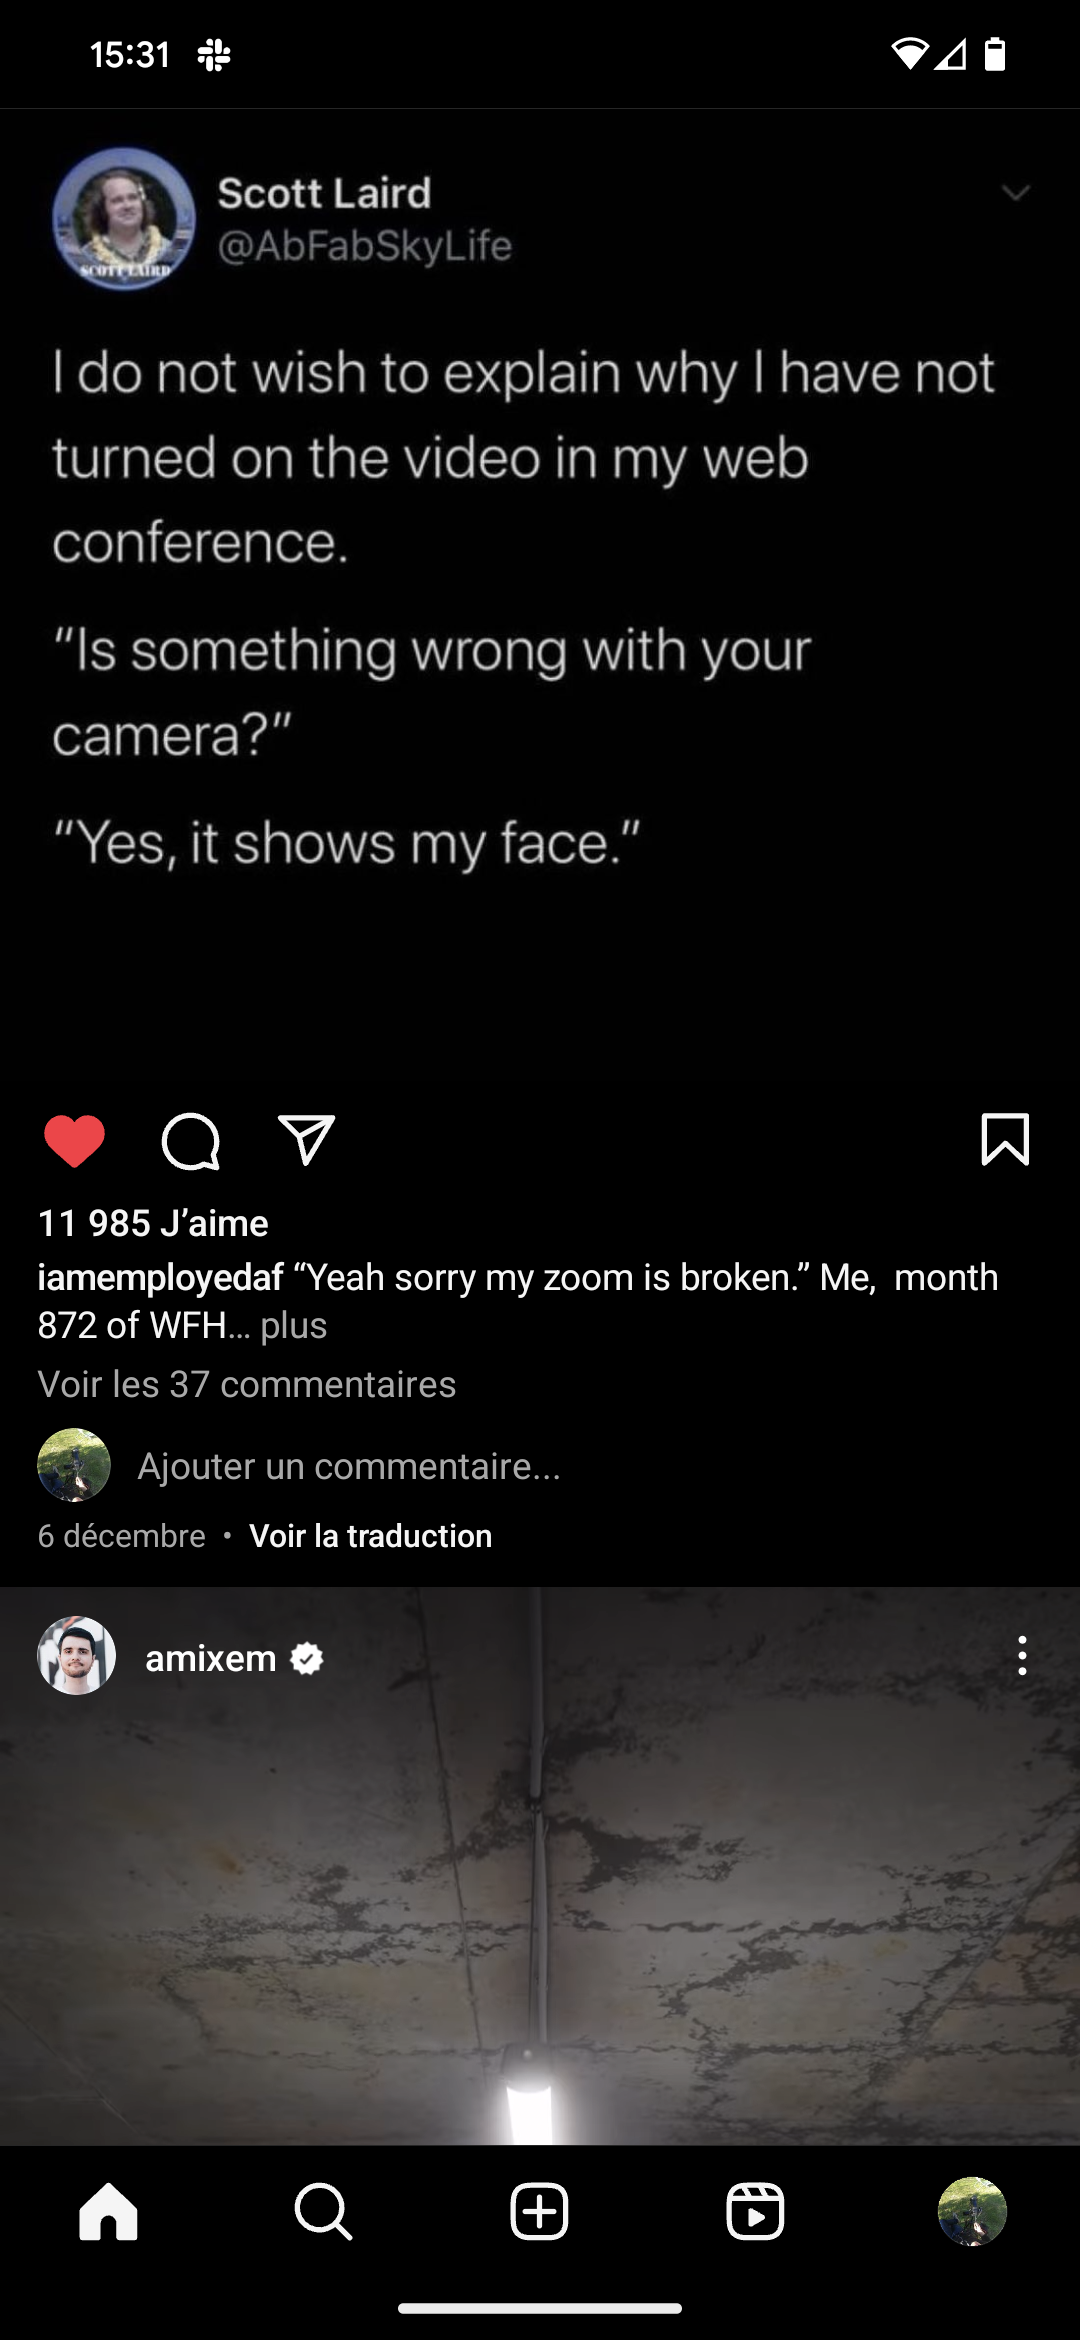 15:31
Scott Laird
@AbFabSkyLife
SCOTT LAIRD
I do not wish to explain why I have not
turned on the video in my web
conference.
“Is something wrong with your
camera?”
“Yes, it shows my face.”
11 985 J’aime
iamemployedaf “Yeah sorry my zoom is broken.” Me,  month
872 of WFH… plus
Voir les 37 commentaires
Ajouter un commentaire...
6 décembre • Voir la traduction
amixem